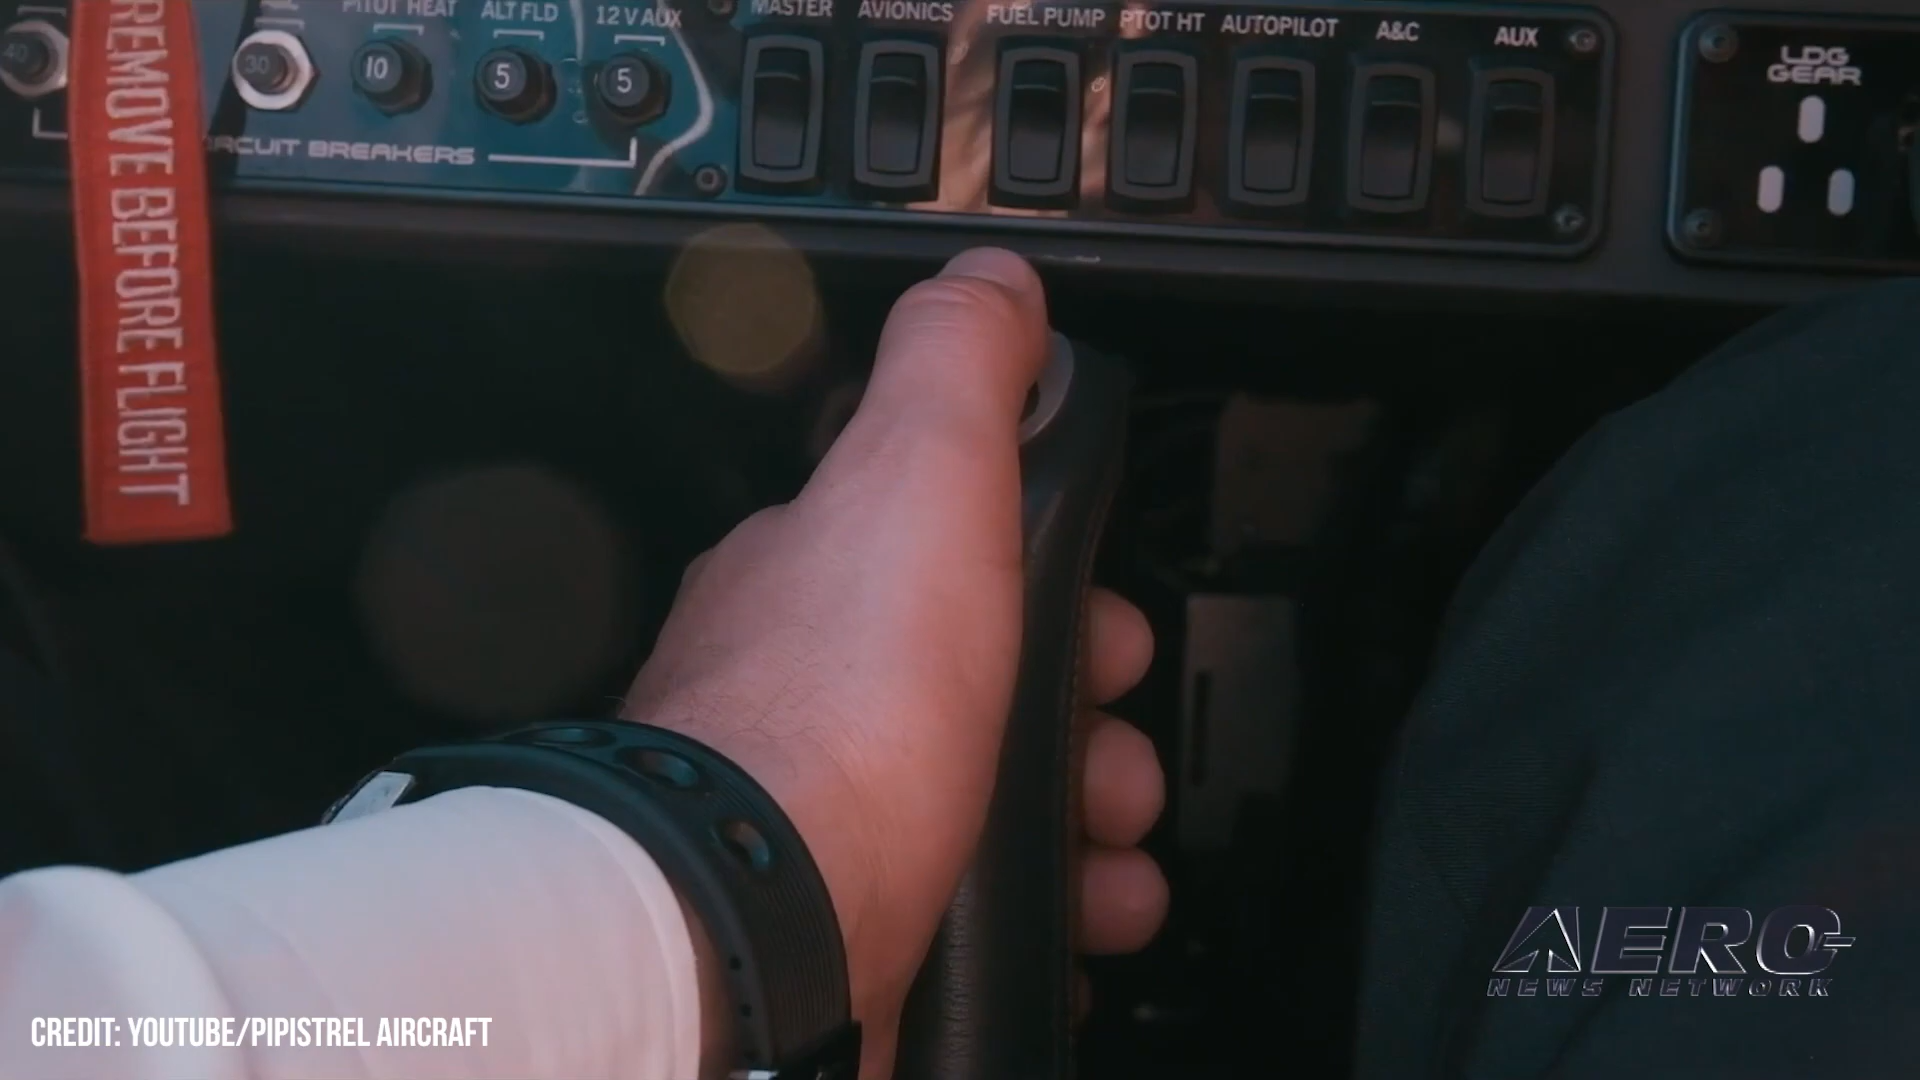 PITOT HEAT
ALT FLD
12 V AUX
MASTER
AVIONICS
FUEL PUMP
PTOT HT
AUTOPILOT
A&C
AUX
LDG
GEAR
40
30
10
5
5
CIRCUIT BREAKERS
REMOVE BEFORE FLIGHT
AERO
NEWS NETWORK
CREDIT: YOUTUBE/PIPISTREL AIRCRAFT